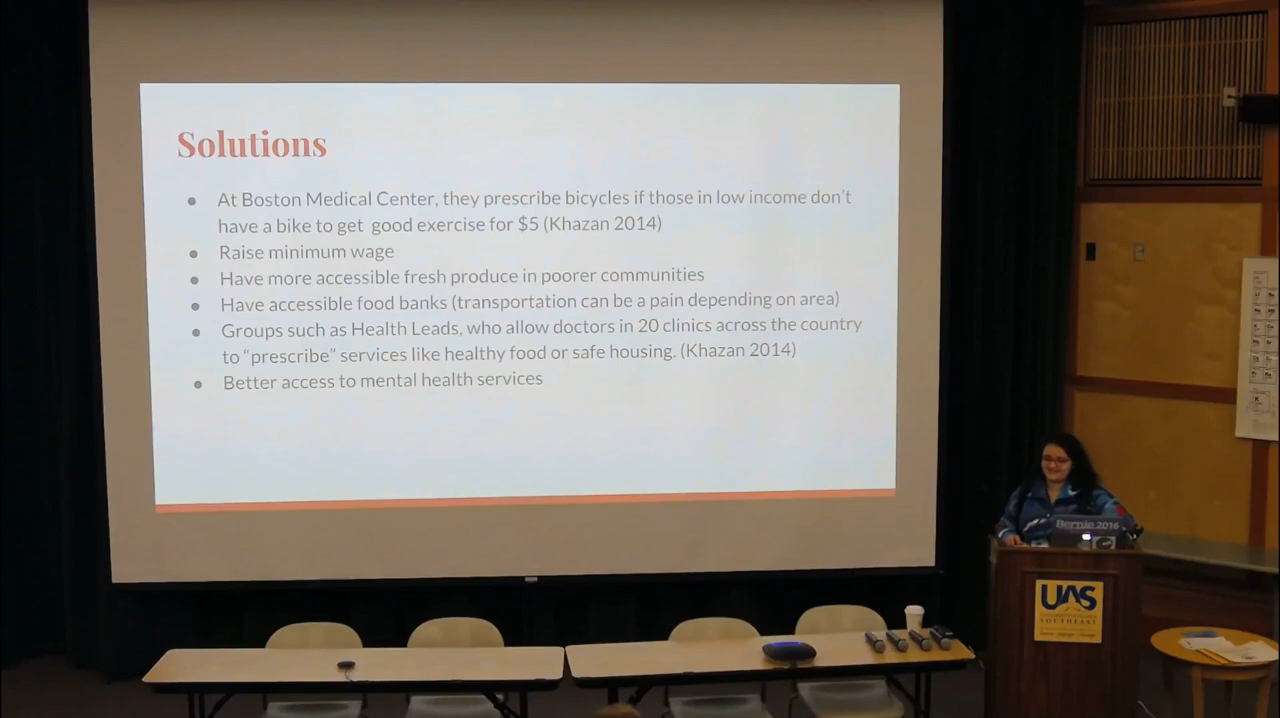 Solutions
At Boston Medical Center, they prescribe bicycles if those in low income don't
have a bike to get good exercise for $5 (Khazan 2014)
Raise minimum wage
Have more accessible fresh produce in poorer communities
Have accessible food banks (transportation can be a pain depending on area)
Groups such as Health Leads, who allow doctors in 20 clinics across the country
to "prescribe" services like healthy food or safe housing. (Khazan 2014)
Better access to mental health services
Bernie 2016
UAS
SOUTHEAST